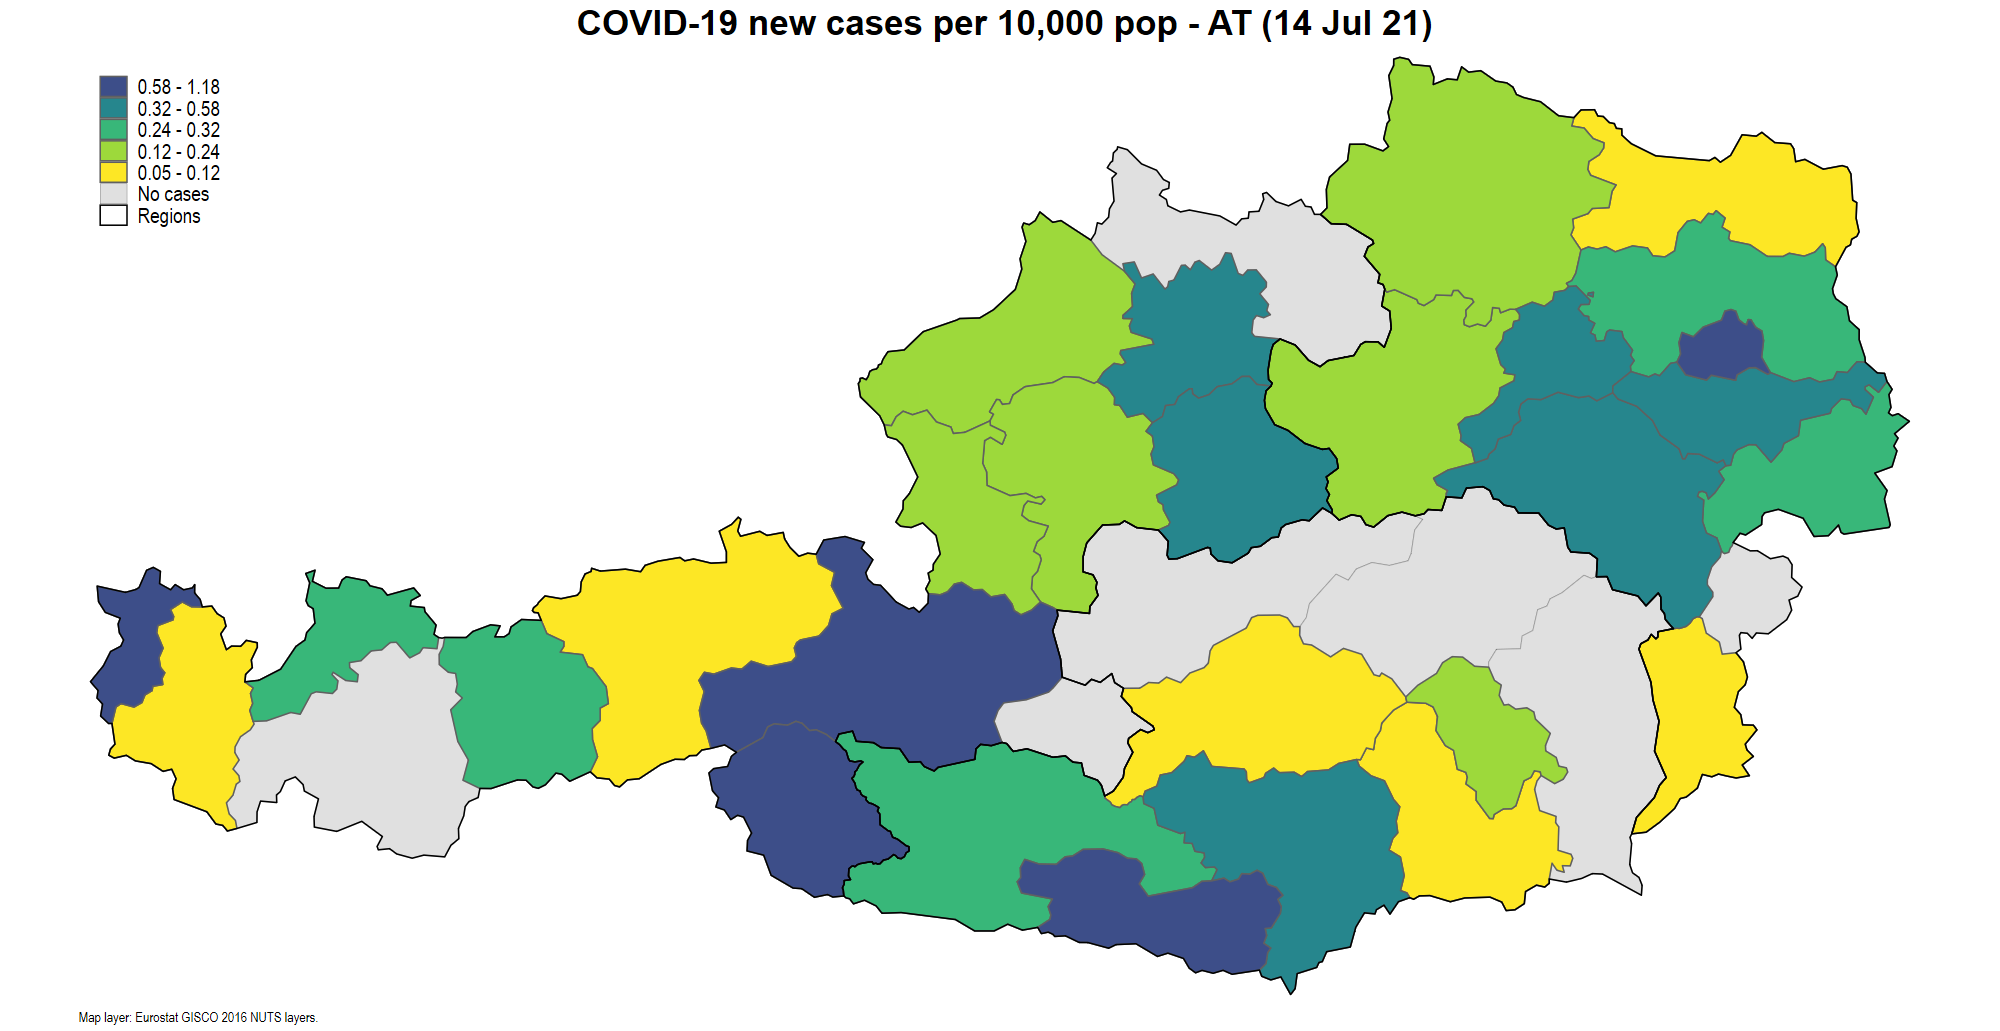 COVID-19 new cases per 10,000 pop - AT (14 Jul 21)
0.58 - 1.18
0.32 - 0.58
0.24 - 0.32
0.12 - 0.24
0.05 - 0.12
No cases
Regions
Map layer: Eurostat GISCO 2016 NUTS layers.